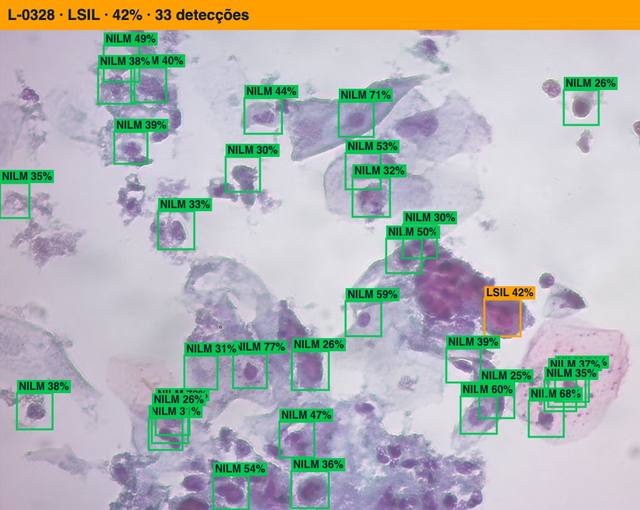 L-0328 · LSIL · 42% · 33 detecções
NILM 49%
NILM 38%
M 40%
NILM 39%
NILM 44%
NILM 71%
NILM 26%
NILM 30%
NILM 53%
NILM 32%
NILM 35%
NILM 33%
NILM 30%
NILM 50%
LSIL 42%
NILM 59%
NILM 39%
NILM 31%
NILM 77%
NILM 26%
NILM 37%
NILM 35%
NILM 25%
NILM 60%
NILM 68%
NILM 38%
NILM 26%
NILM 47%
NILM 54%
NILM 36%